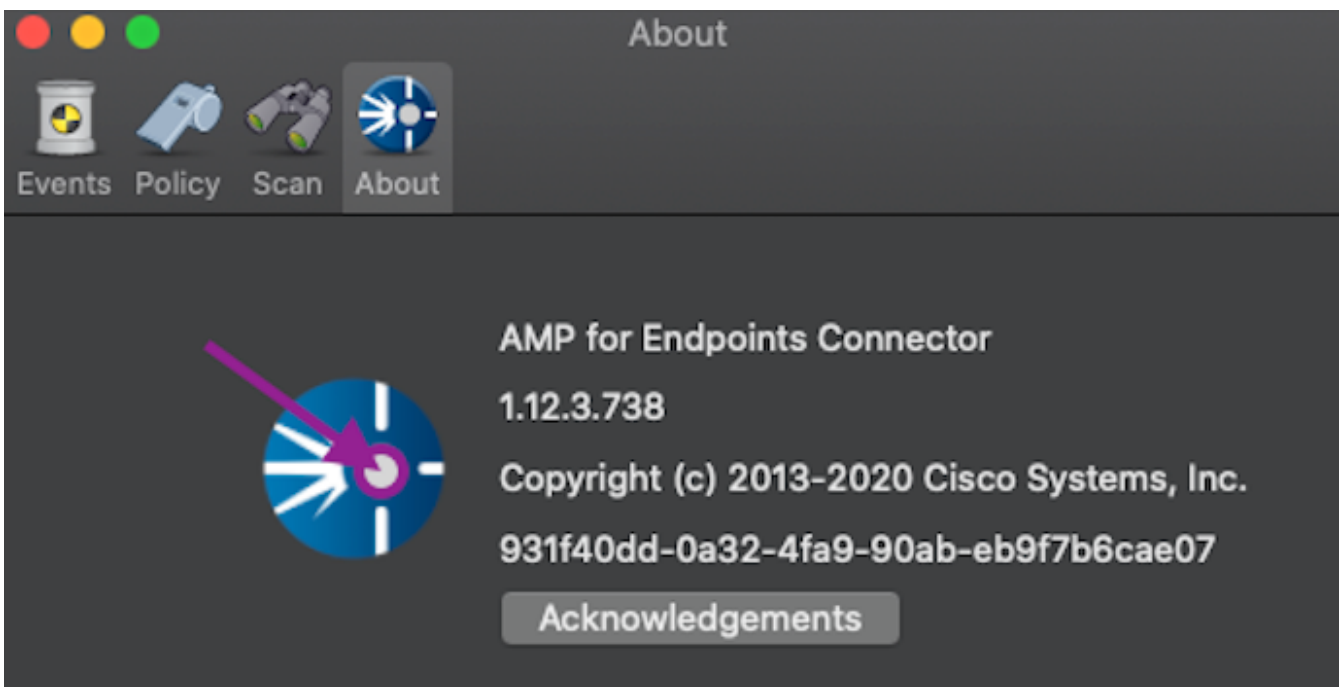 About
Events Policy Scan About
AMP for Endpoints Connector
1.12.3.738
Copyright (c) 2013-2020 Cisco Systems, Inc.
931f40dd-0a32-4fa9-90ab-eb9f7b6cae07
Acknowledgements